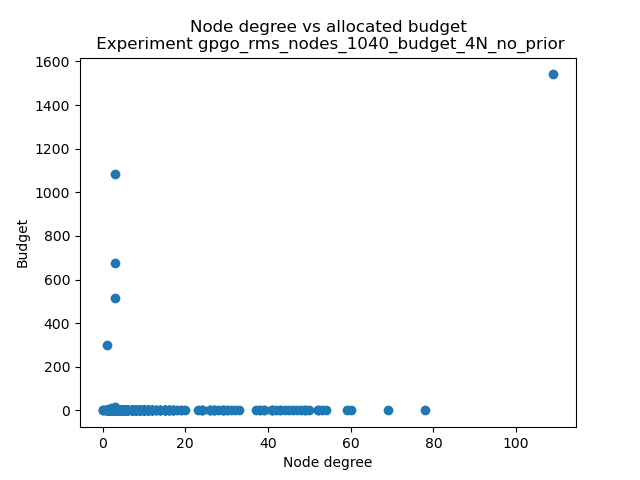 Node degree vs allocated budget
Experiment gpgo_rms_nodes_1040_budget_4N_no_prior
1600
1400
1200
1000
800
600
400
200
0
Budget
0 20 40 60 80 100
Node degree